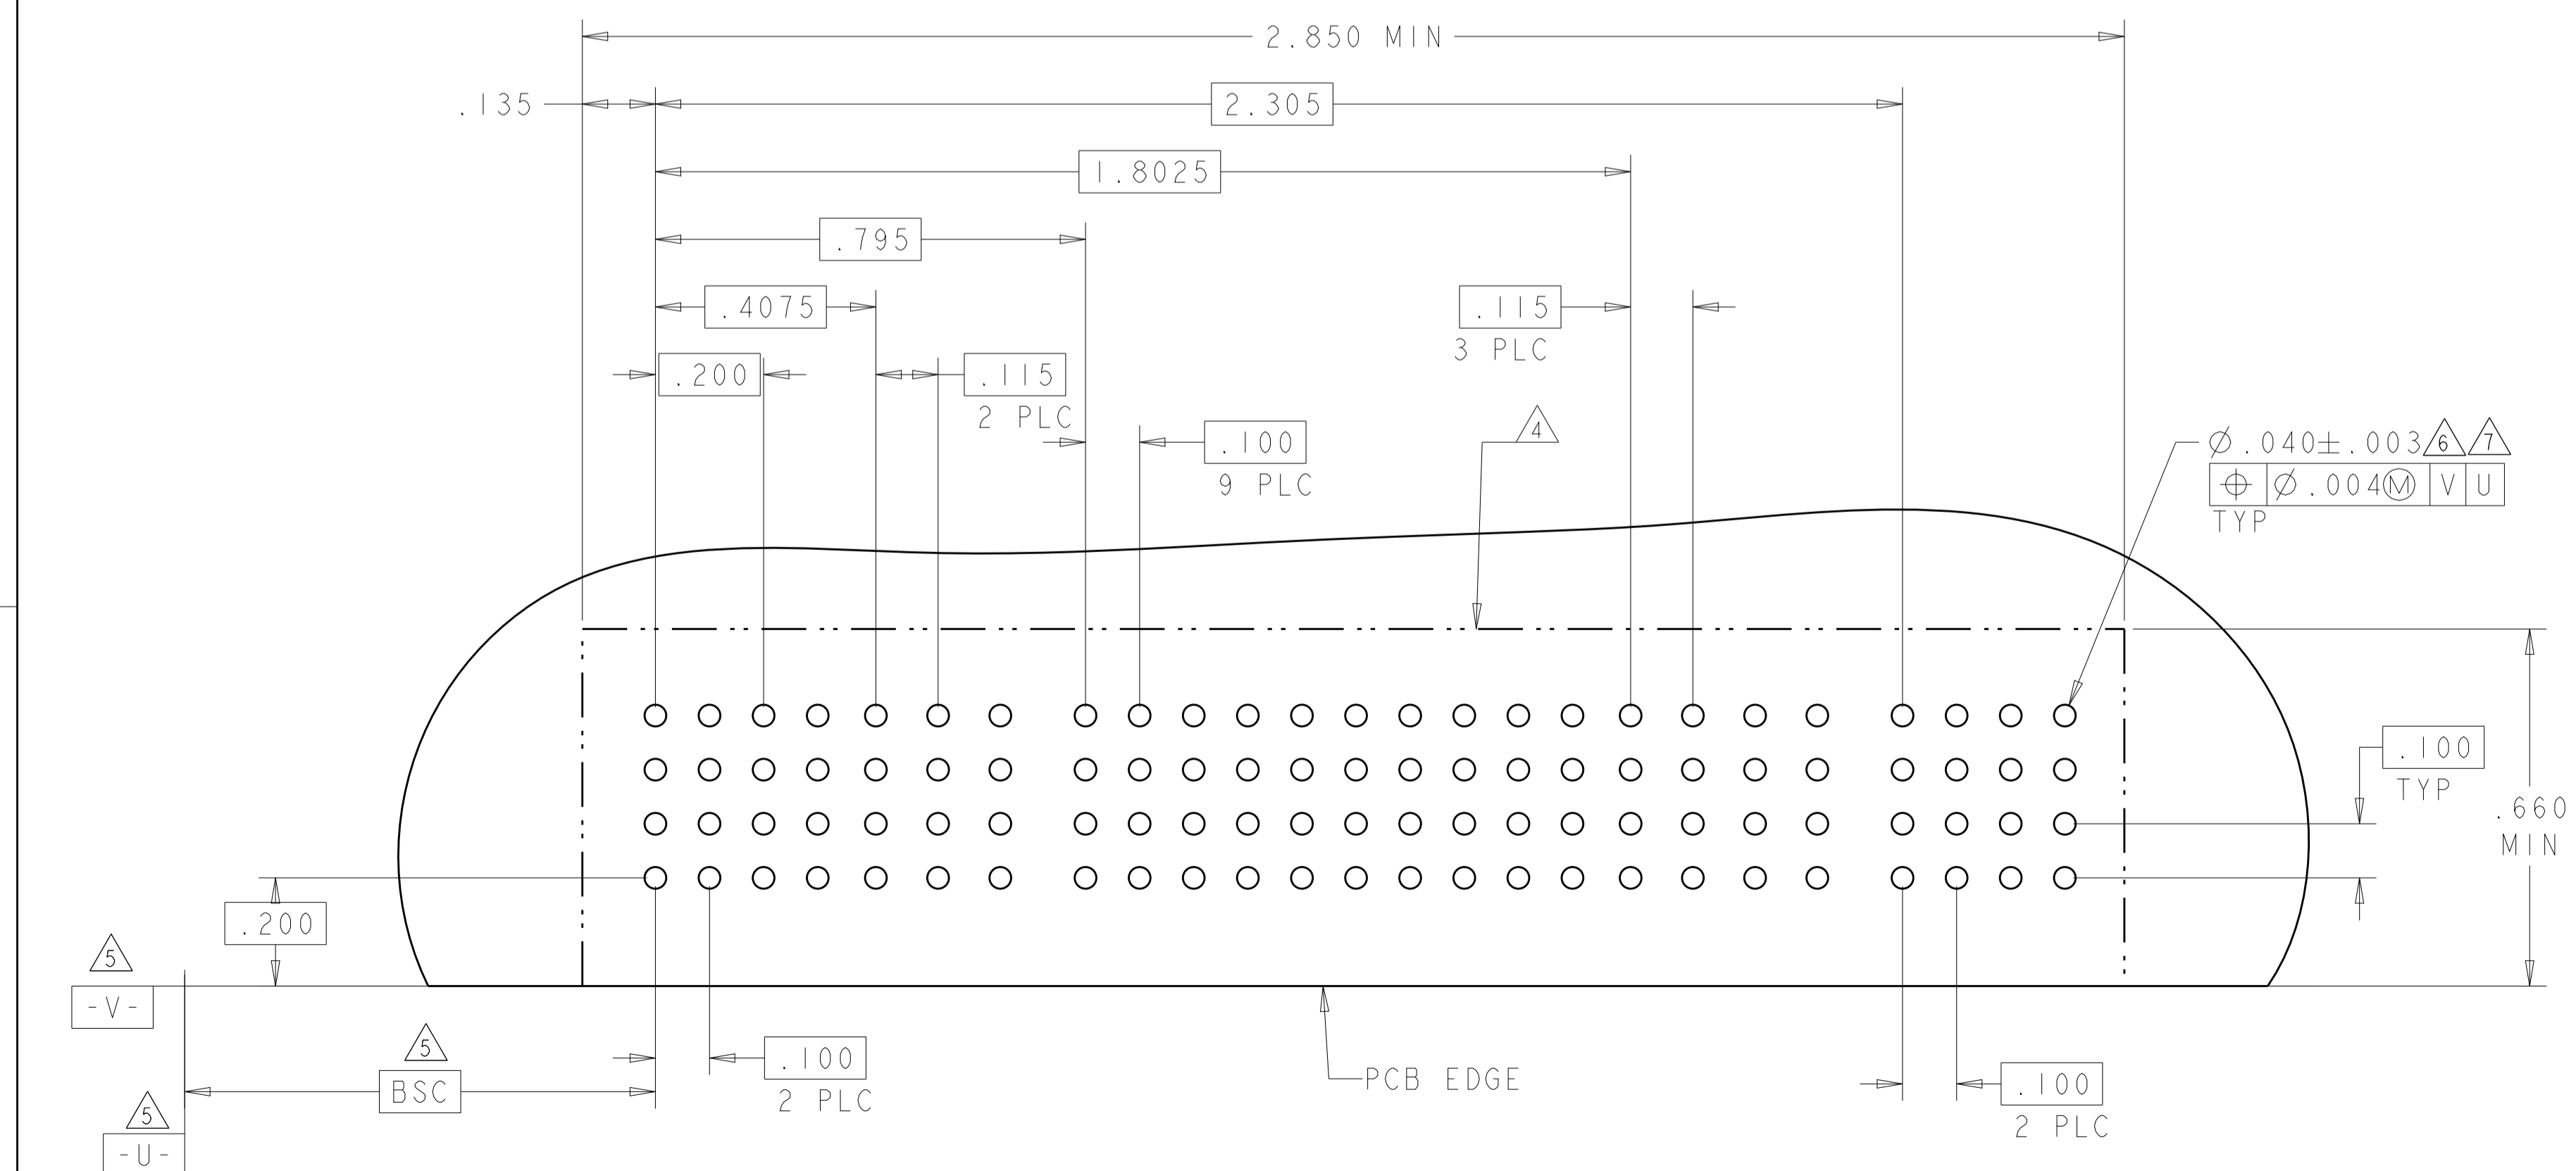 2.850 MIN
.135
2.305
1.8025
.795
.4075
.115
3 PLC
.200
.115
2 PLC
.100
9 PLC
4
Ø.040±.003 6 7
⌖ Ø.004Ⓜ V U
TYP
.100
TYP
.660
MIN
.200
5
-V-
5
BSC
5
-U-
.100
2 PLC
PCB EDGE
.100
2 PLC